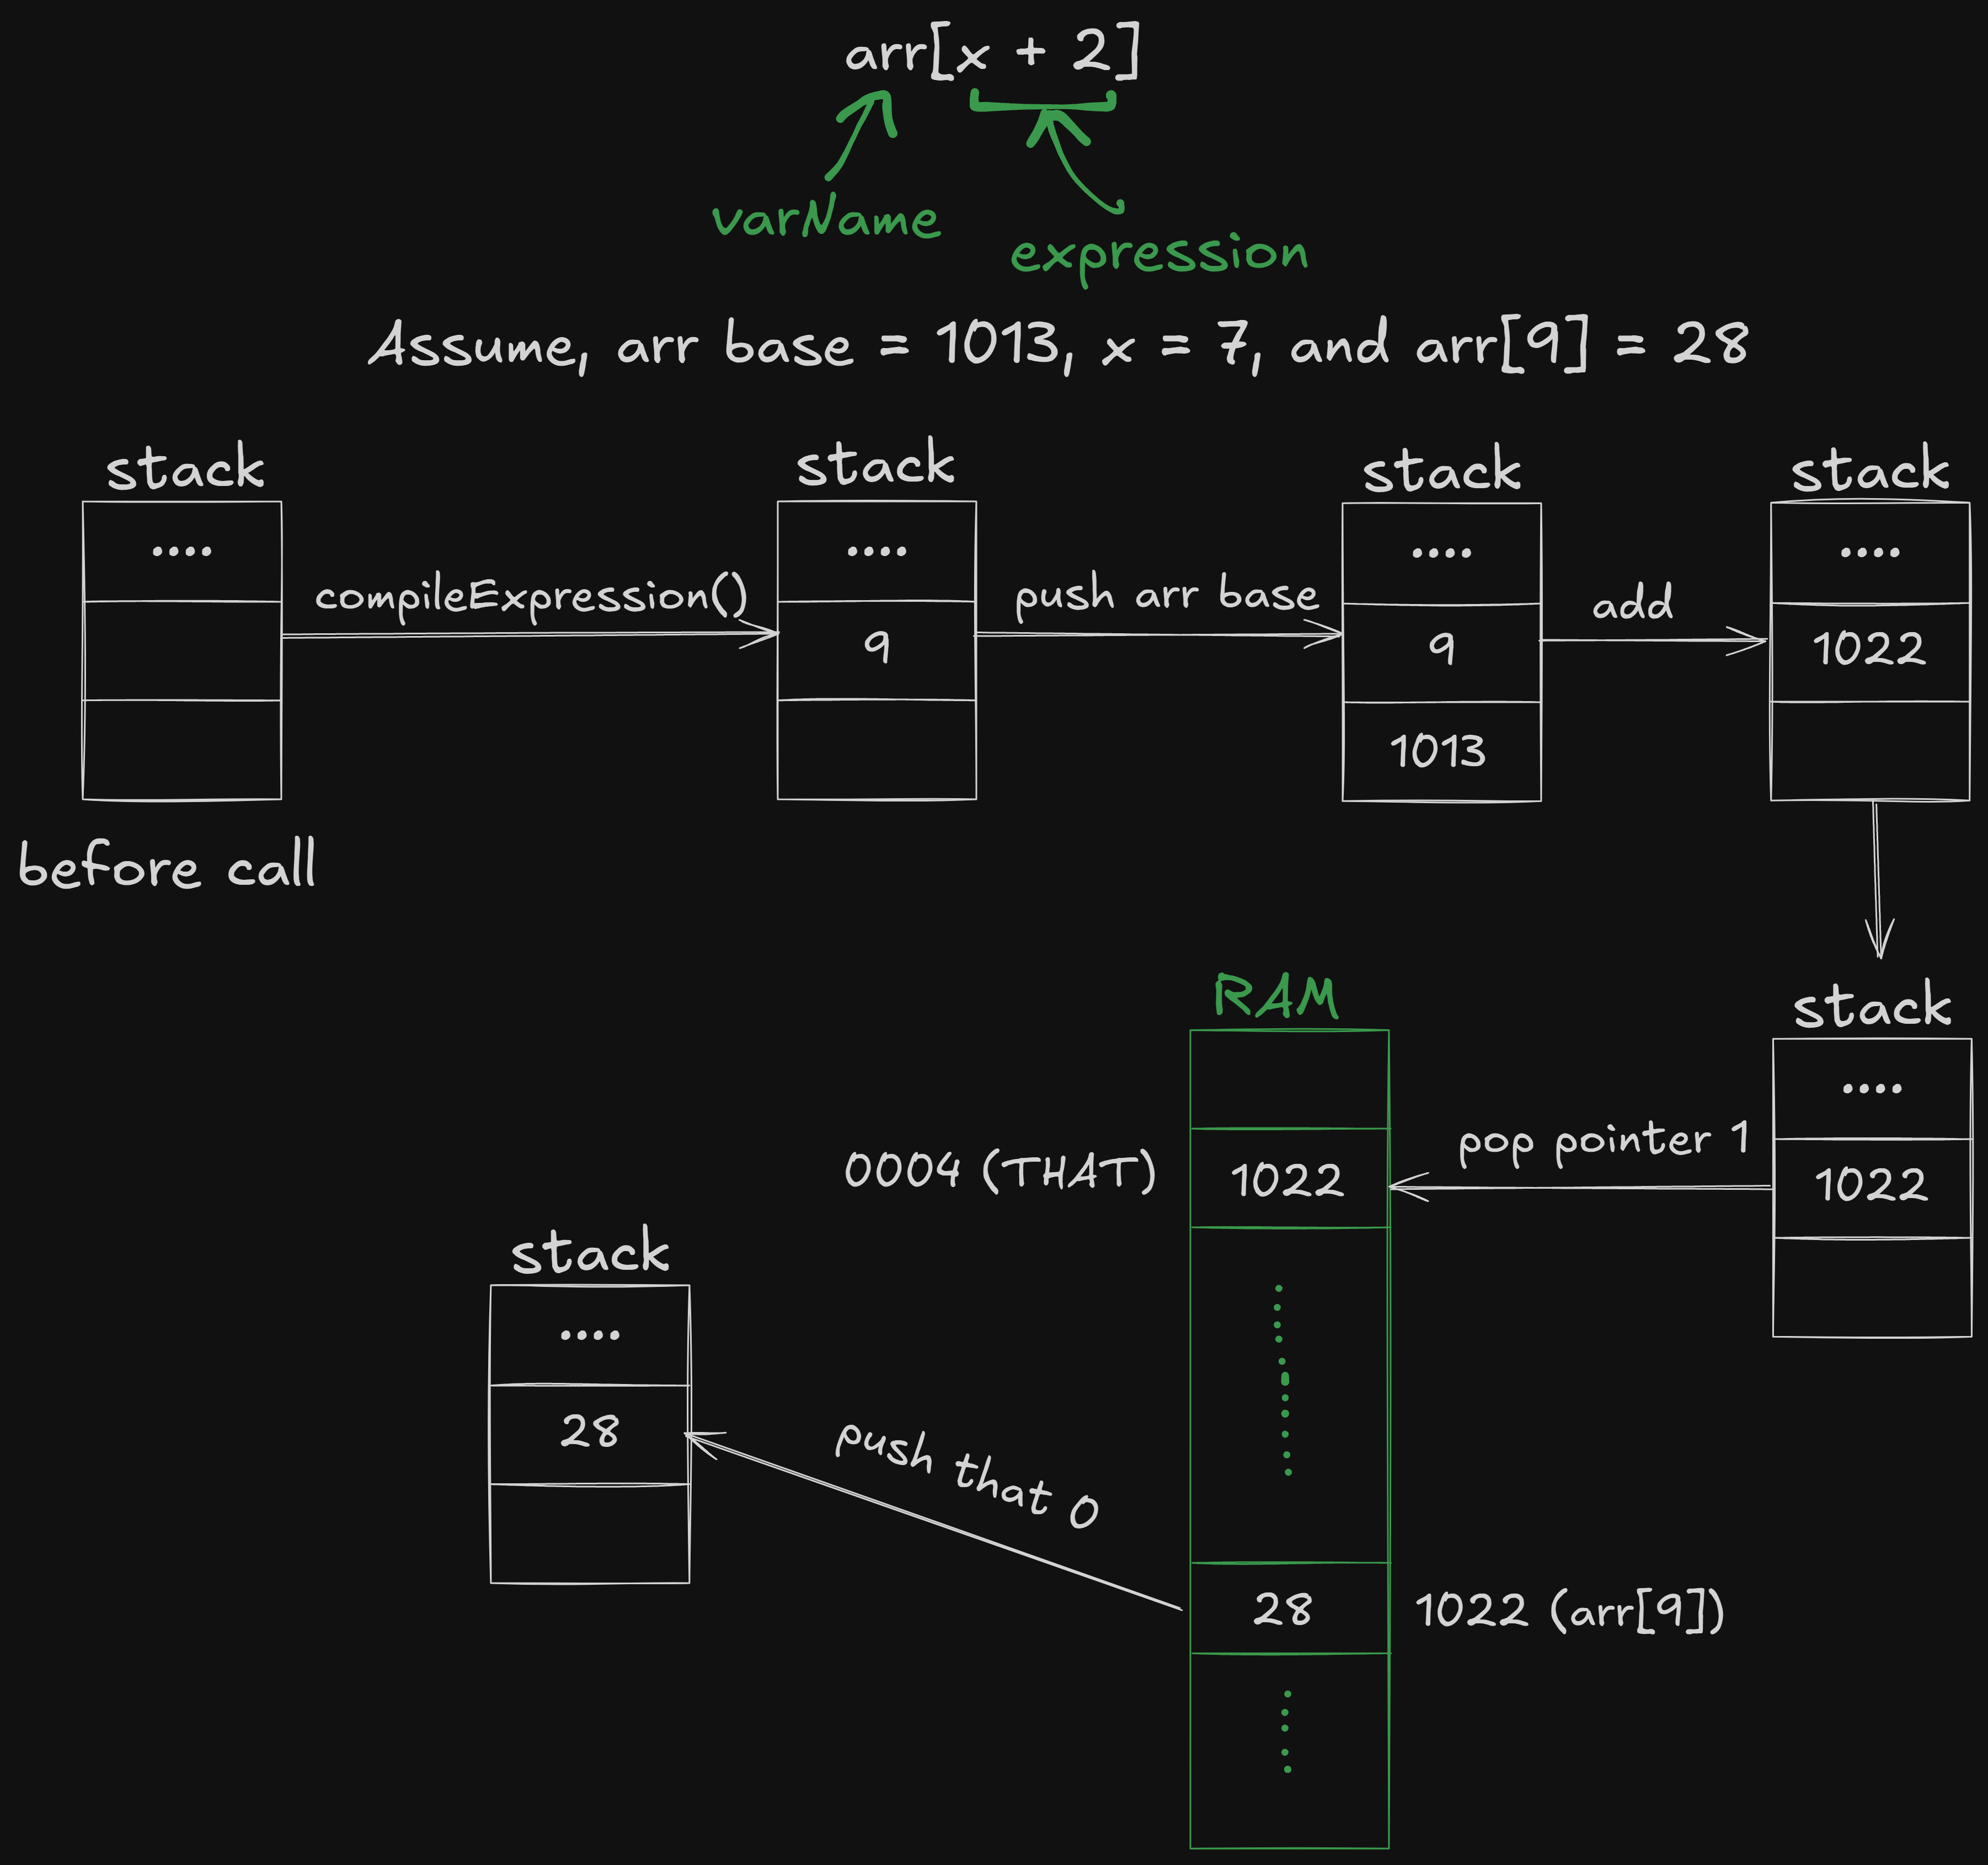 arr[x + 2]
varName
expression
Assume, arr base = 1013, x = 7, and arr[9] = 28
stack
....
before call
compileExpression()
stack
....
9
push arr base
stack
....
9
1013
add
stack
....
1022
stack
....
1022
pop pointer 1
RAM
0004 (THAT)
1022
28
1022 (arr[9])
push that 0
stack
....
28